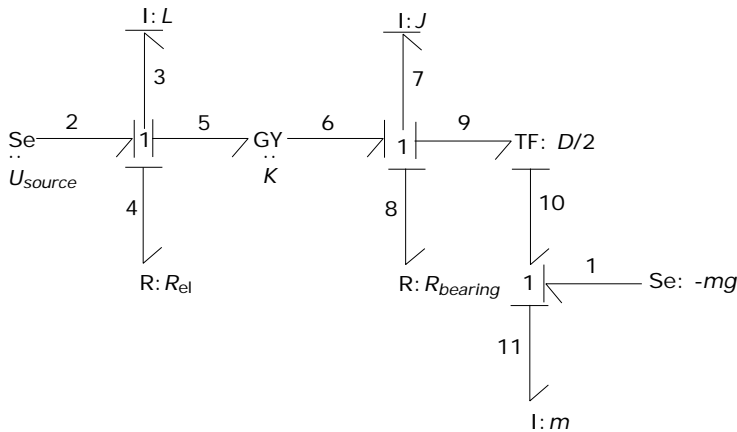 I: L
I: J
3
7
2
5
6
9
Se
1
GY
1
TF: D/2
..
U_source
..
K
4
8
10
R: R_el
R: R_bearing
1
1
Se: -mg
11
I: m